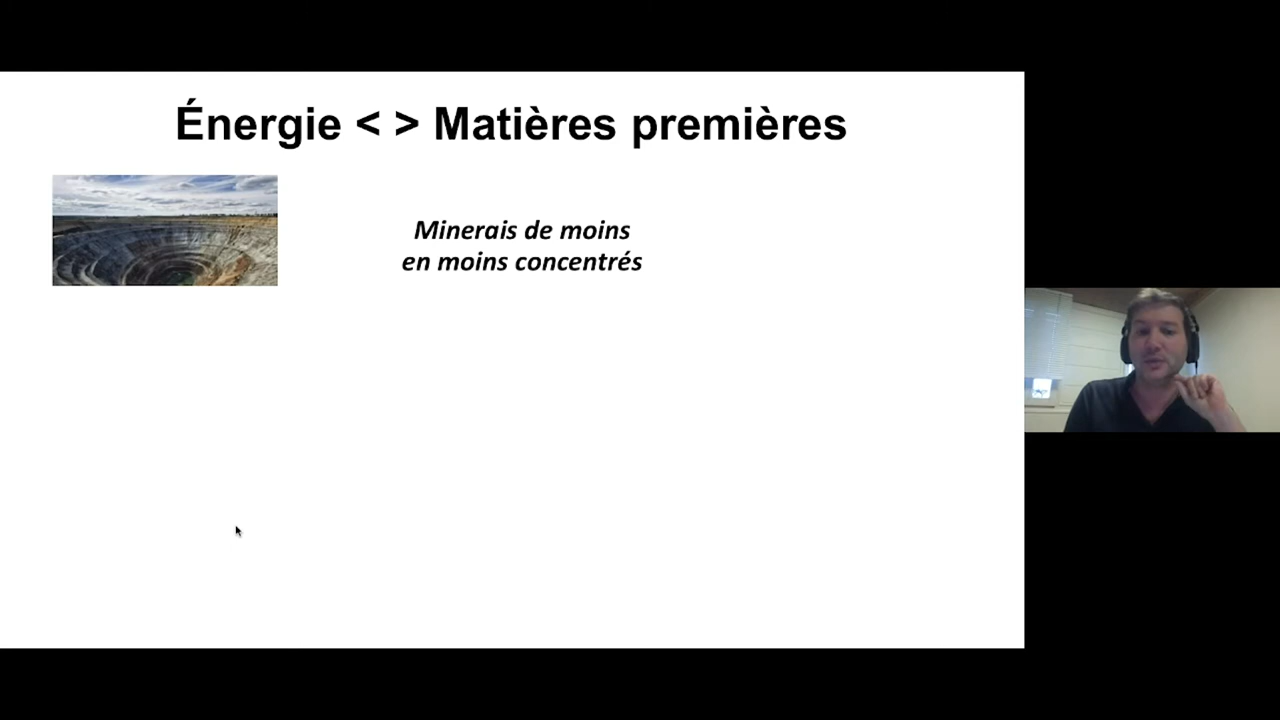 Énergie < > Matières premières
Minerais de moins
en moins concentrés